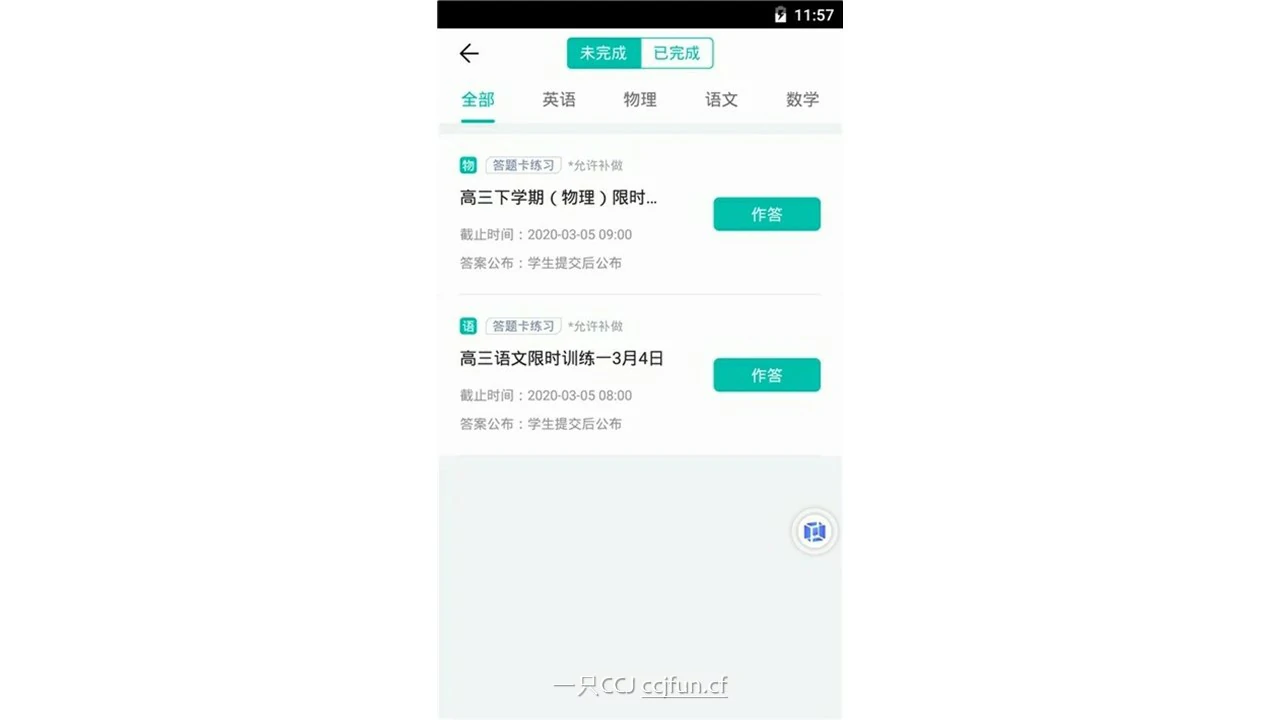 11:57
未完成 已完成
全部 英语 物理 语文 数学
物 答题卡练习 *允许补做
高三下学期（物理）限时...
作答
截止时间：2020-03-05 09:00
答案公布：学生提交后公布
语 答题卡练习 *允许补做
高三语文限时训练一3月4日
作答
截止时间：2020-03-05 08:00
答案公布：学生提交后公布
一只CCJ ccjfun.cf